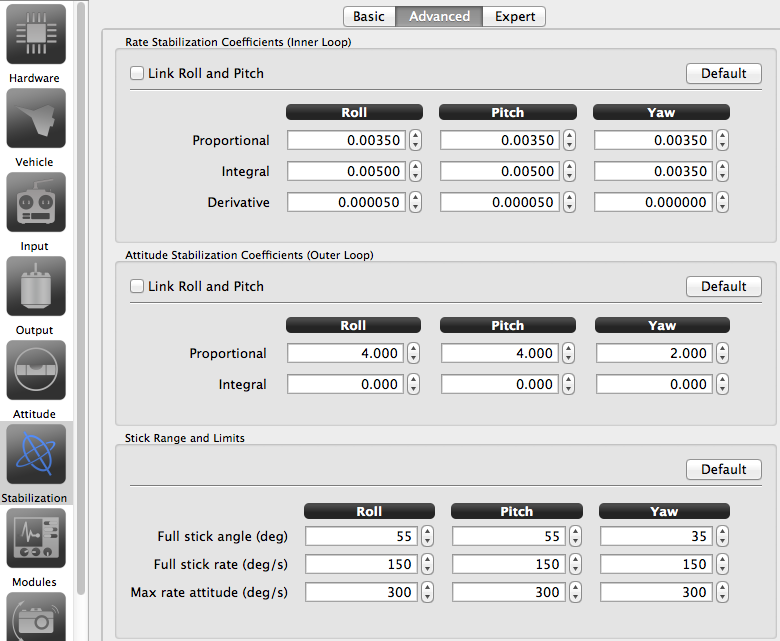 Basic Advanced Expert
Hardware
Vehicle
Input
Output
Attitude
Stabilization
Modules
Rate Stabilization Coefficients (Inner Loop)
Link Roll and Pitch Default
Roll Pitch Yaw
Proportional 0.00350 0.00350 0.00350
Integral 0.00500 0.00500 0.00350
Derivative 0.000050 0.000050 0.000000
Attitude Stabilization Coefficients (Outer Loop)
Link Roll and Pitch Default
Roll Pitch Yaw
Proportional 4.000 4.000 2.000
Integral 0.000 0.000 0.000
Stick Range and Limits
Default
Roll Pitch Yaw
Full stick angle (deg) 55 55 35
Full stick rate (deg/s) 150 150 150
Max rate attitude (deg/s) 300 300 300